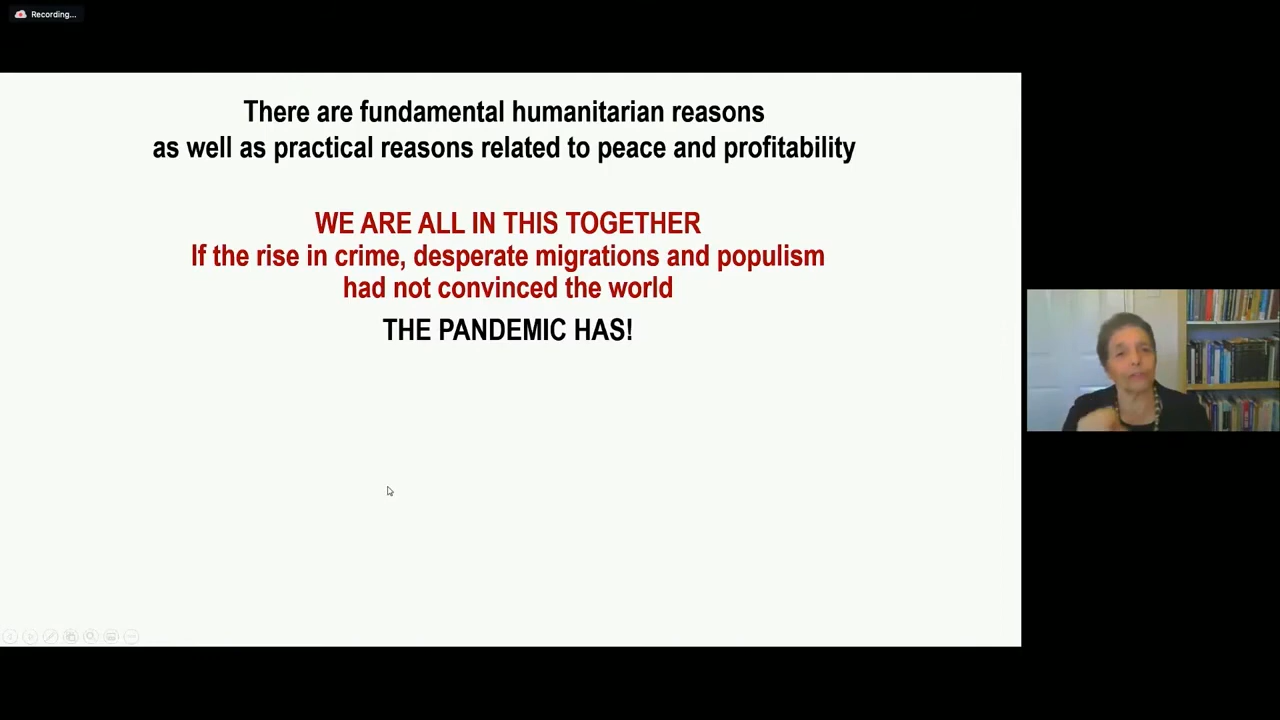 Recording...
There are fundamental humanitarian reasons
as well as practical reasons related to peace and profitability
WE ARE ALL IN THIS TOGETHER
If the rise in crime, desperate migrations and populism
had not convinced the world
THE PANDEMIC HAS!